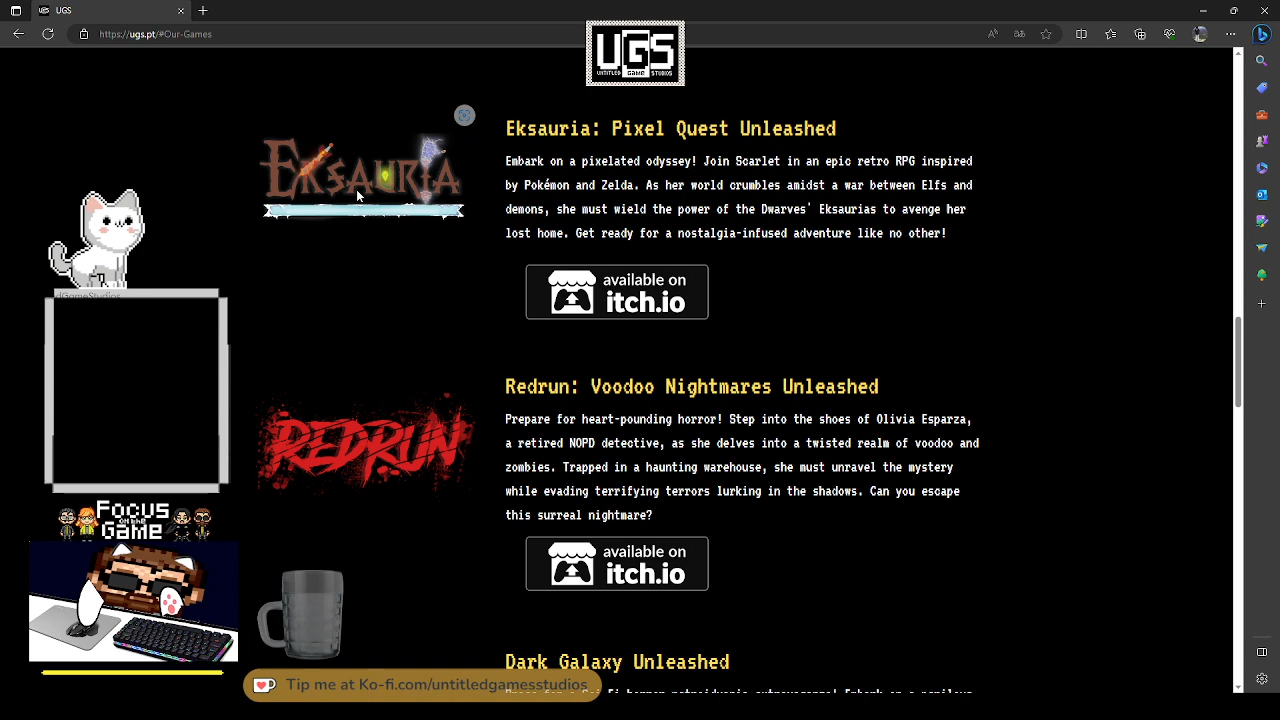 UGS
https://ugs.pt/#Our-Games
UGS
UNTITLED GAME STUDIOS
Eksauria: Pixel Quest Unleashed
EKSAURIA
Embark on a pixelated odyssey! Join Scarlet in an epic retro RPG inspired
by Pokémon and Zelda. As her world crumbles amidst a war between Elfs and
demons, she must wield the power of the Dwarves' Eksaurias to avenge her
lost home. Get ready for a nostalgia-infused adventure like no other!
available on
itch.io
dGameStudios
Redrun: Voodoo Nightmares Unleashed
REDRUN
Prepare for heart-pounding horror! Step into the shoes of Olivia Esparza,
a retired NOPD detective, as she delves into a twisted realm of voodoo and
zombies. Trapped in a haunting warehouse, she must unravel the mystery
while evading terrifying terrors lurking in the shadows. Can you escape
this surreal nightmare?
available on
itch.io
FOCUS
ON the
Game
Dark Galaxy Unleashed
Tip me at Ko-fi.com/untitledgamesstudios